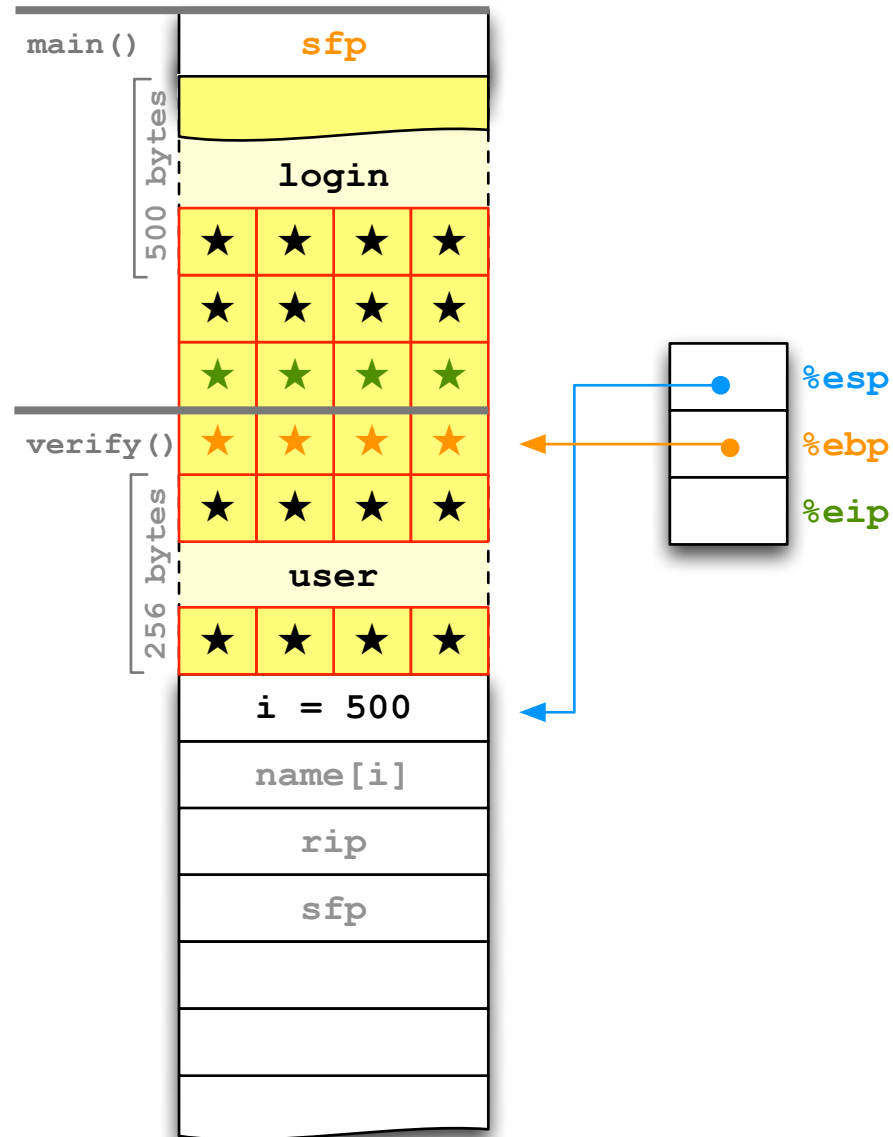 main() sfp
500 bytes
login
★ ★ ★ ★
★ ★ ★ ★
★ ★ ★ ★
verify() ★ ★ ★ ★
256 bytes
★ ★ ★ ★
user
★ ★ ★ ★
i = 500
name[i]
rip
sfp
%esp
%ebp
%eip